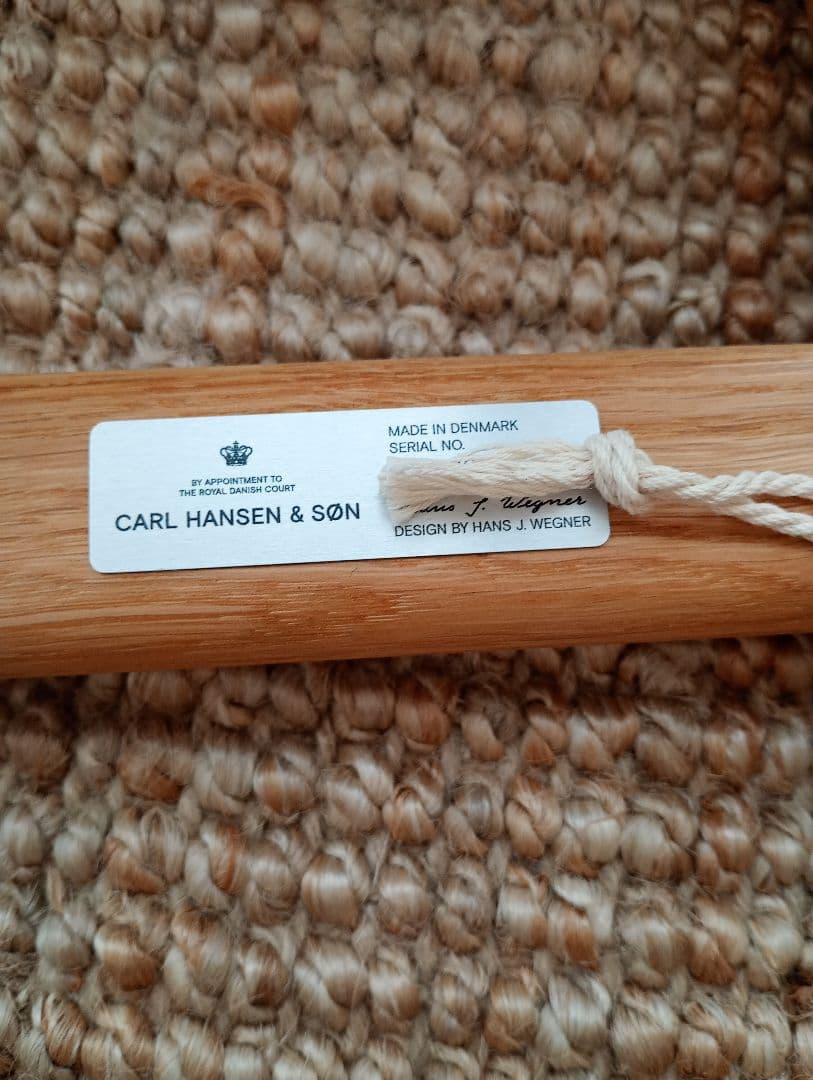 BY APPOINTMENT TO
THE ROYAL DANISH COURT
CARL HANSEN & SØN
MADE IN DENMARK
SERIAL NO.
J. Wegner
DESIGN BY HANS J. WEGNER